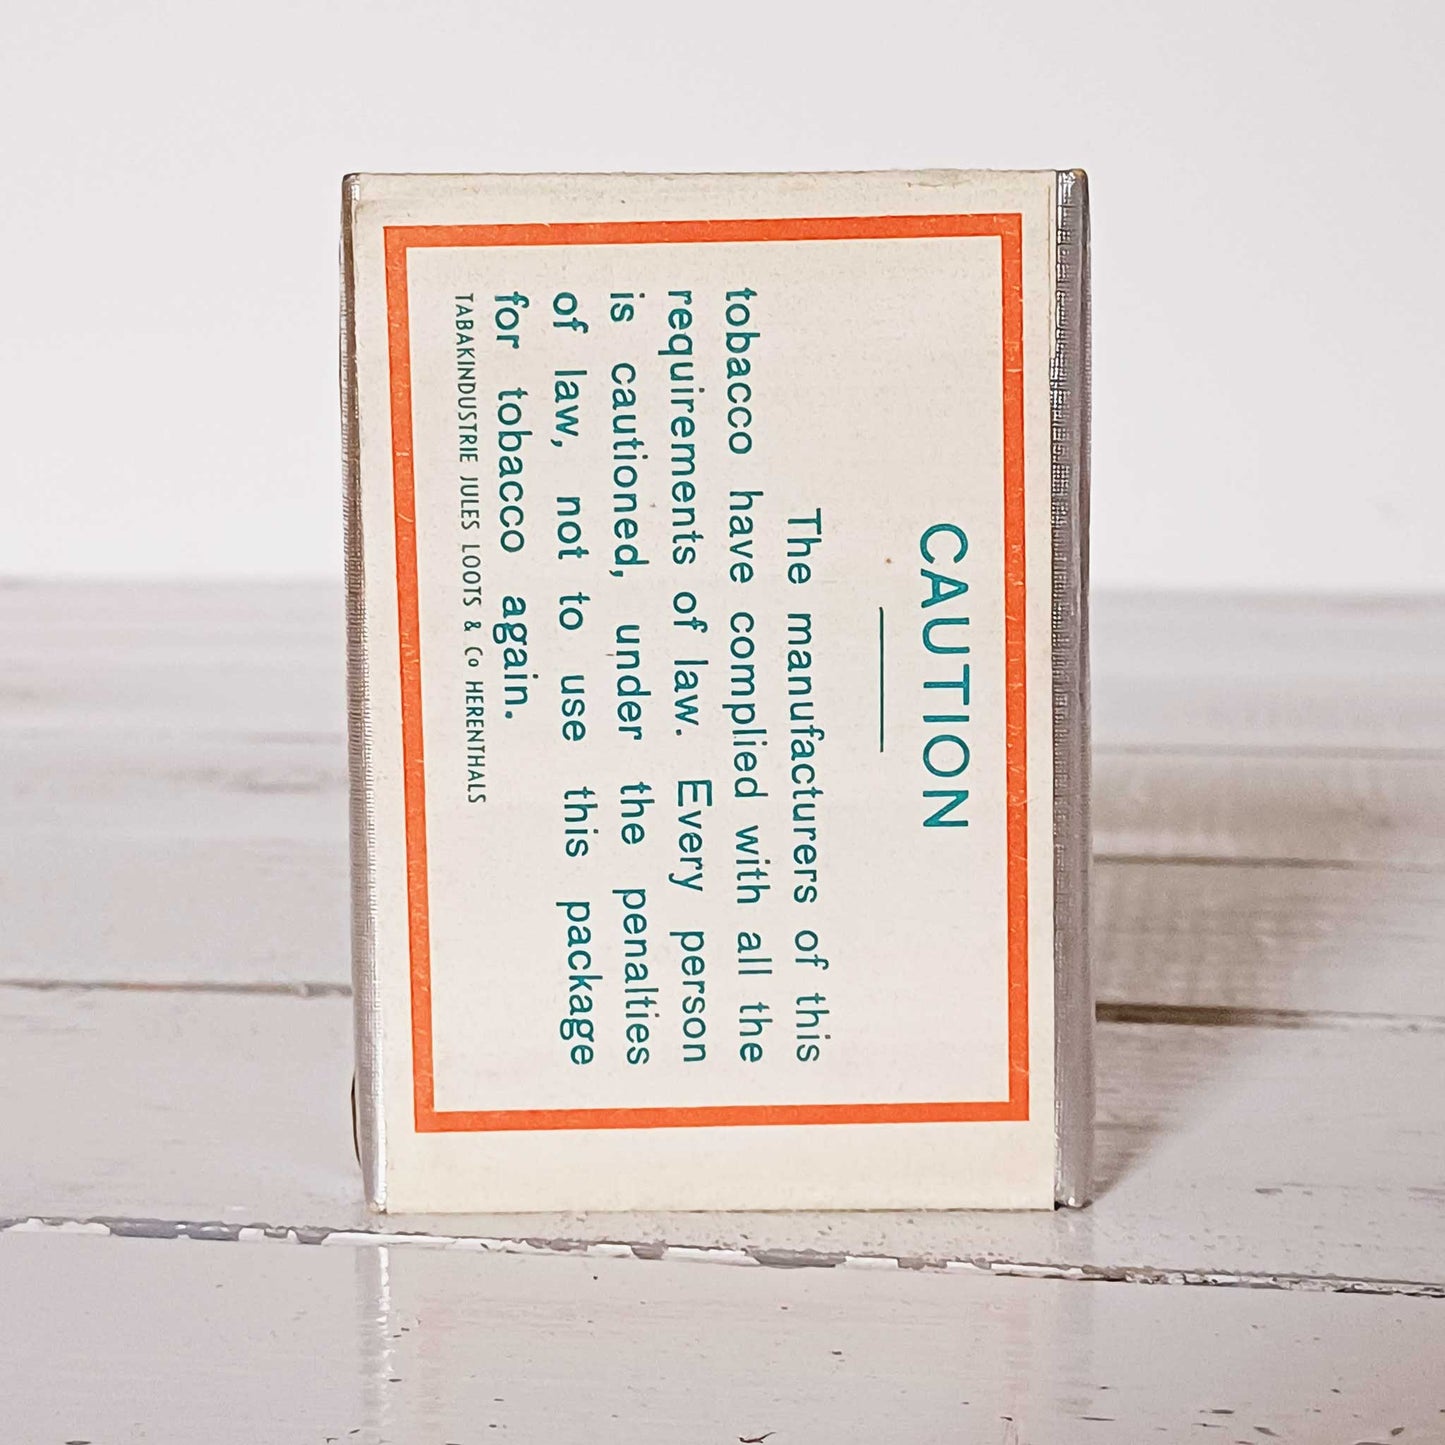 CAUTION
The manufacturers of this
tobacco have complied with all the
requirements of law. Every person
is cautioned, under the penalties
of law, not to use this package
for tobacco again.
TABAKINDUSTRIE JULES LOOTS & Co HERENTHALS